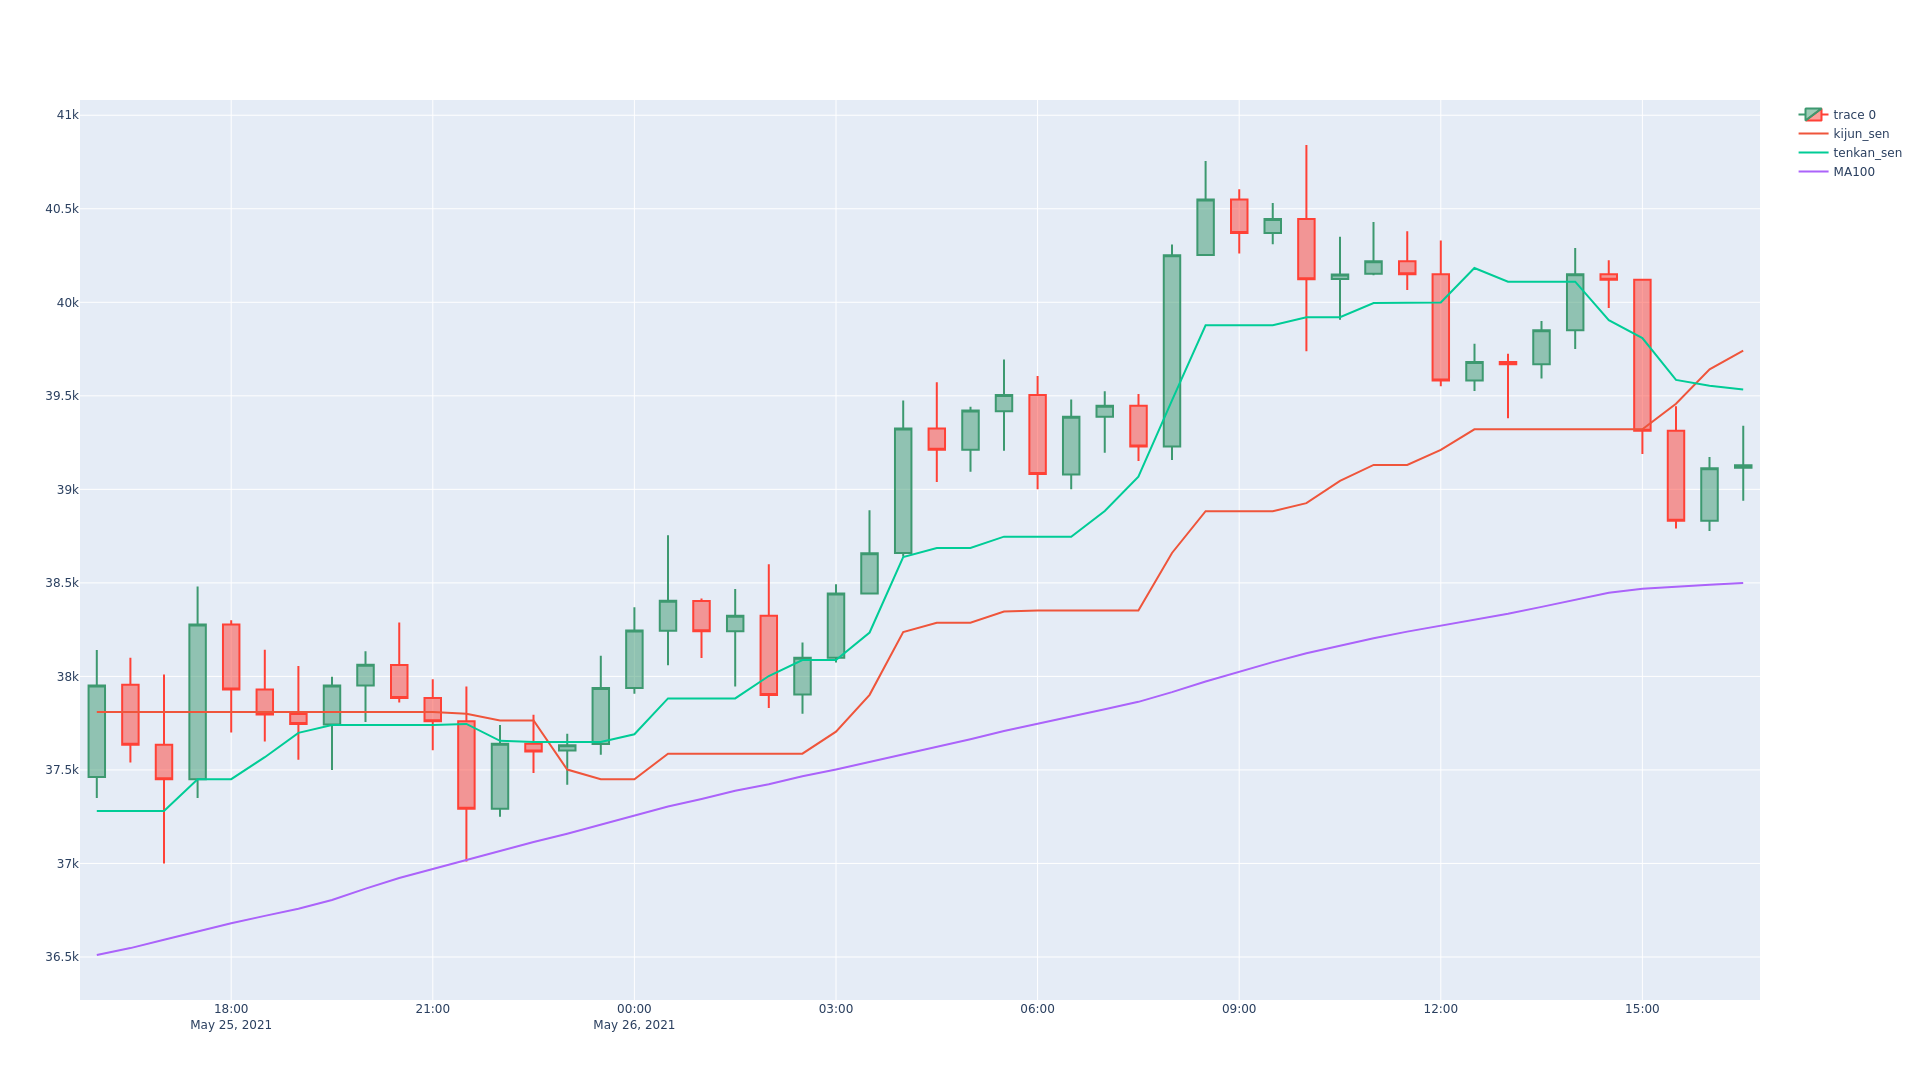 41k
40.5k
40k
39.5k
39k
38.5k
38k
37.5k
37k
36.5k
18:00
May 25, 2021
21:00
00:00
May 26, 2021
03:00
06:00
09:00
12:00
15:00
trace 0
kijun_sen
tenkan_sen
MA100